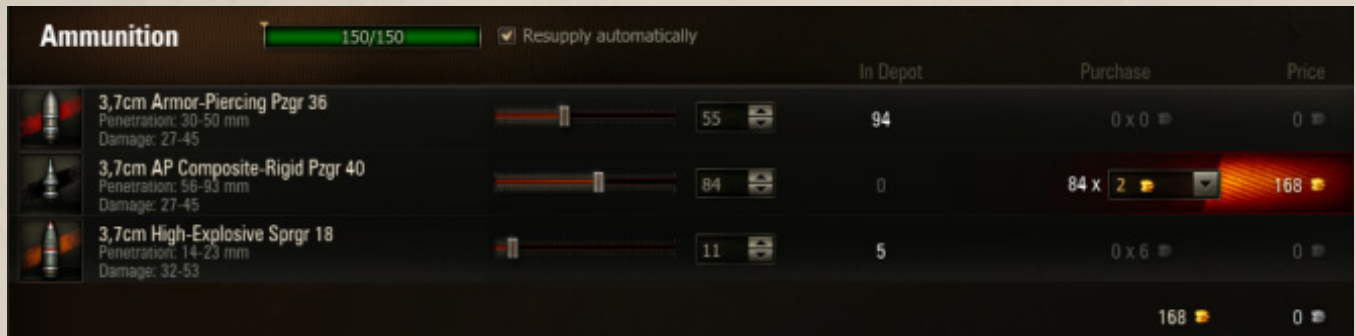 Ammunition 150/150 Resupply automatically
In Depot Purchase Price
3,7cm Armor-Piercing Pzgr 36
Penetration: 30-50 mm
Damage: 27-45
55 94 0 x 0 0
3,7cm AP Composite-Rigid Pzgr 40
Penetration: 56-93 mm
Damage: 27-45
84 0 84 x 2 168
3,7cm High-Explosive Sprgr 18
Penetration: 14-23 mm
Damage: 32-53
11 5 0 x 6 0
168 0